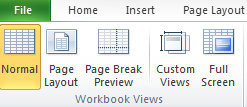 File Home Insert Page Layout
Normal Page Layout Page Break Preview Custom Views Full Screen
Workbook Views